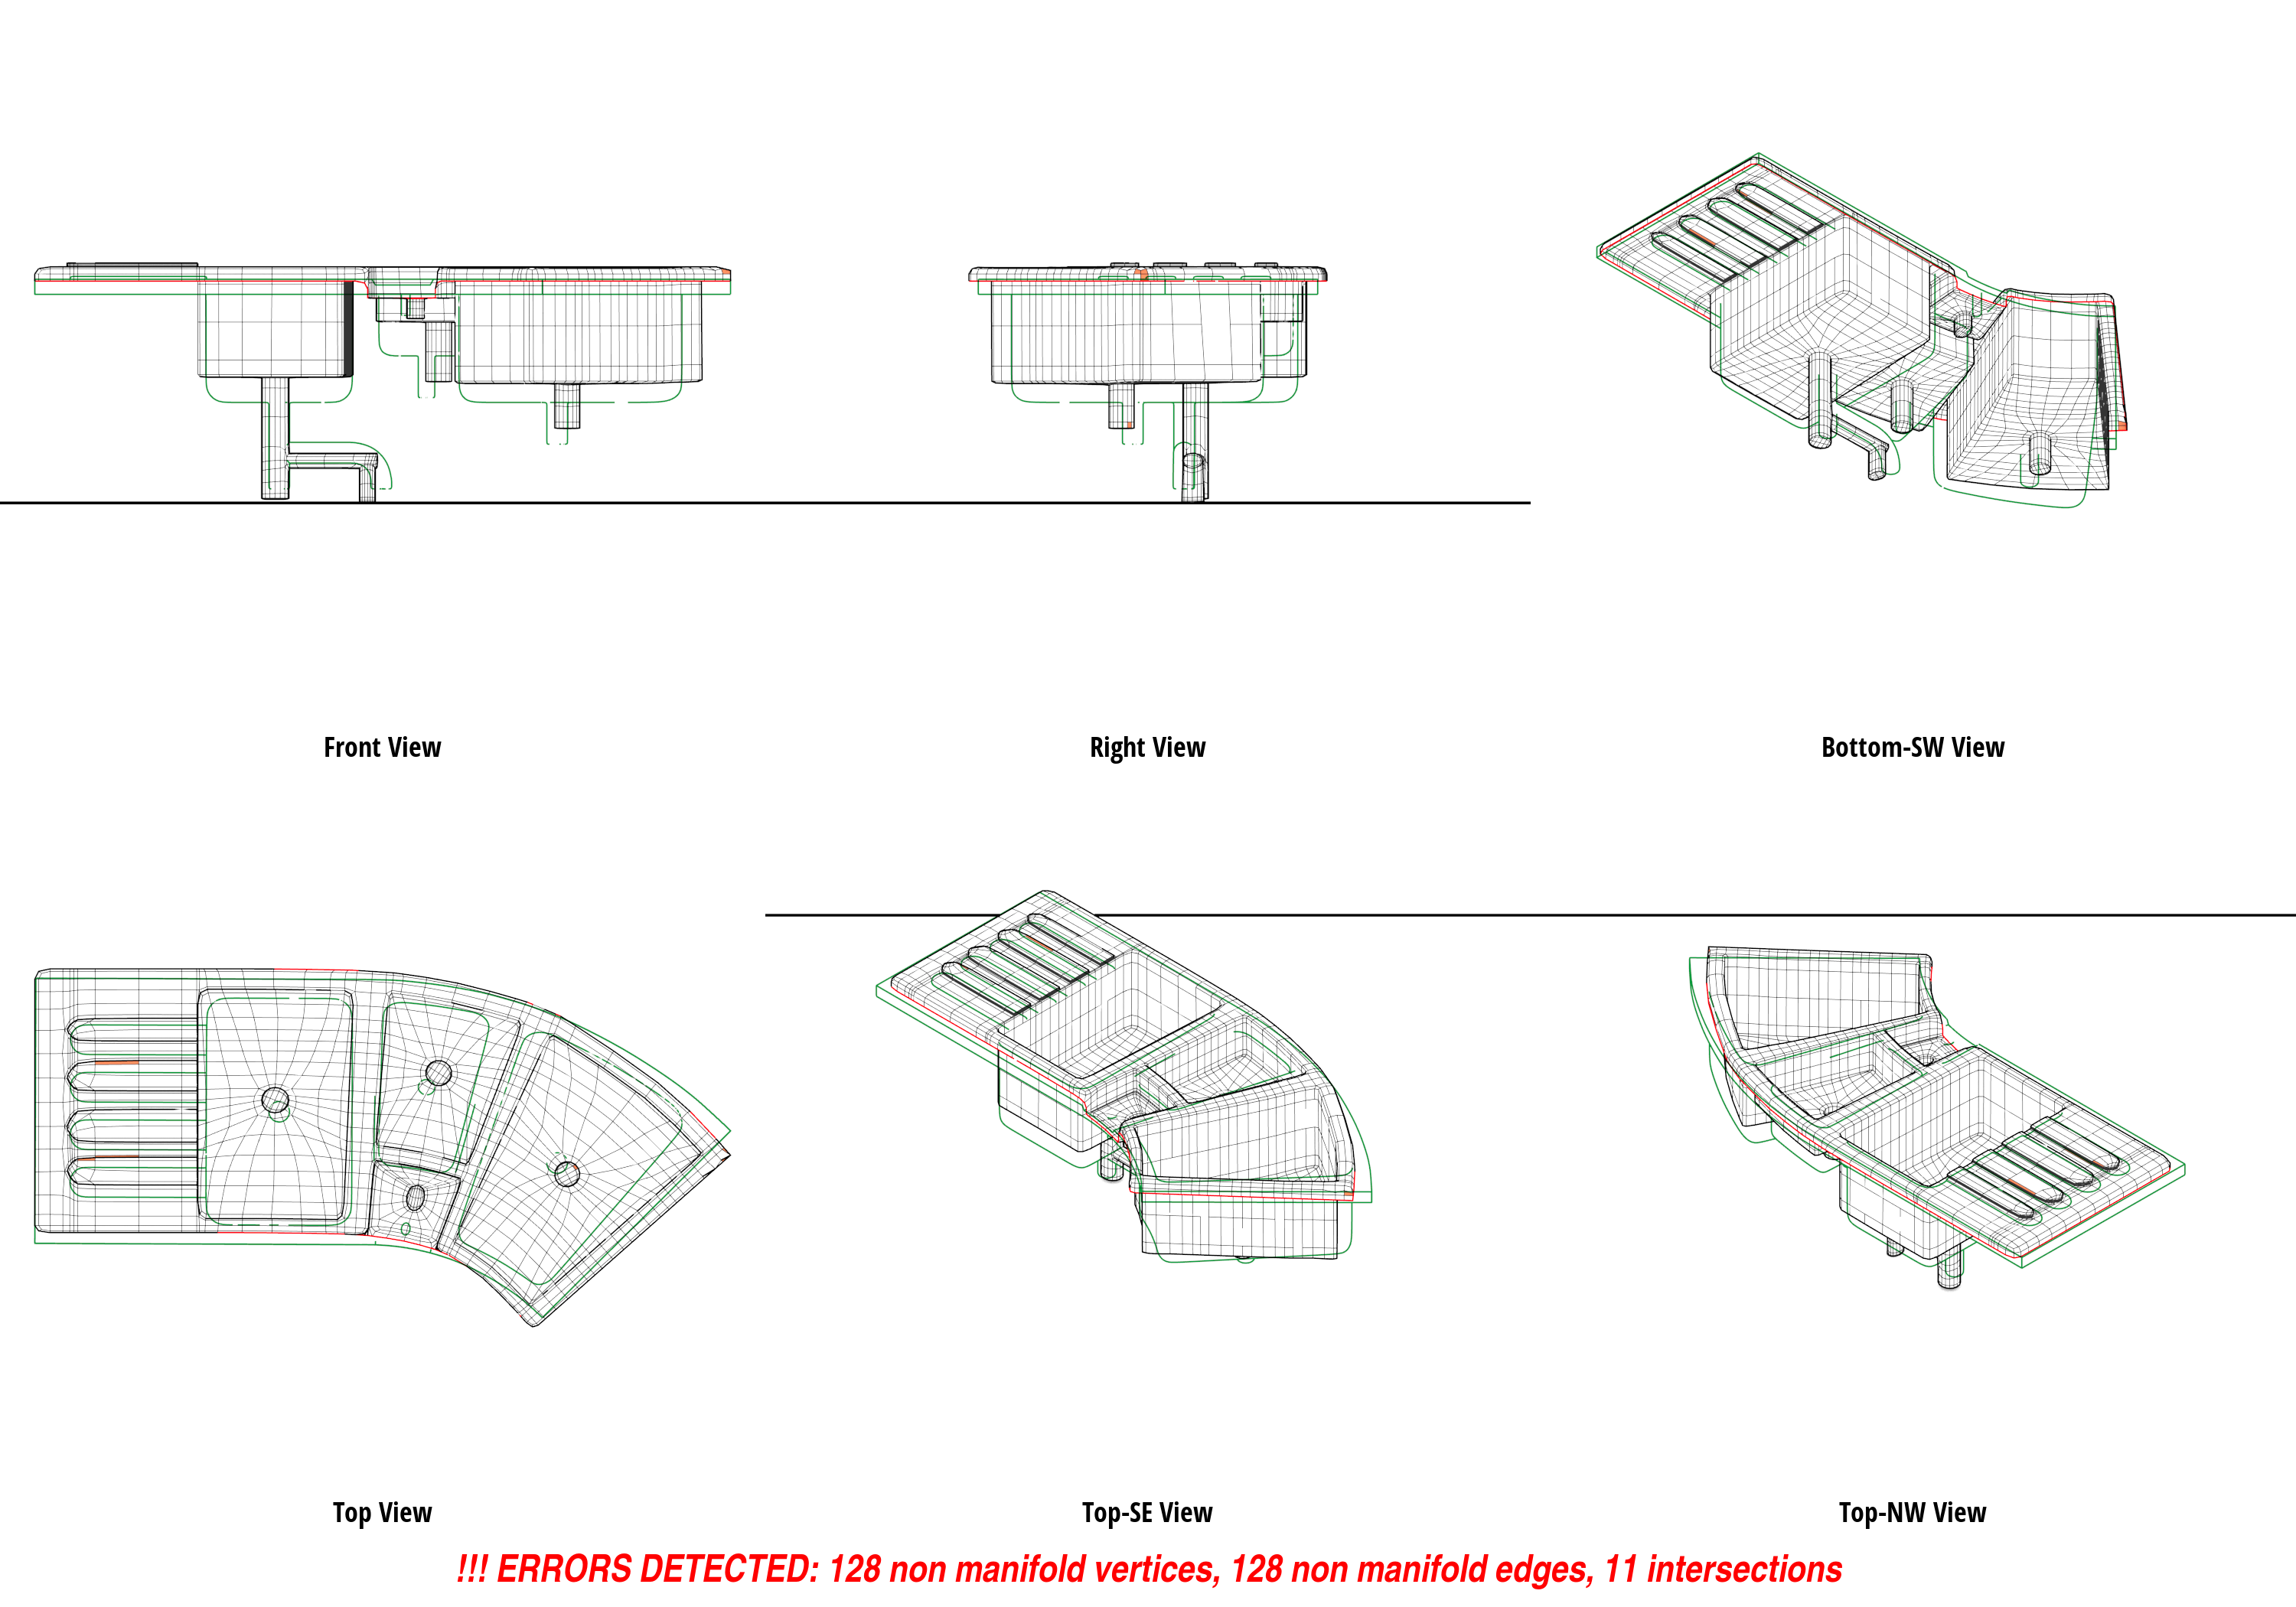 Front View
Right View
Bottom-SW View
Top View
Top-SE View
Top-NW View
!!! ERRORS DETECTED: 128 non manifold vertices, 128 non manifold edges, 11 intersections